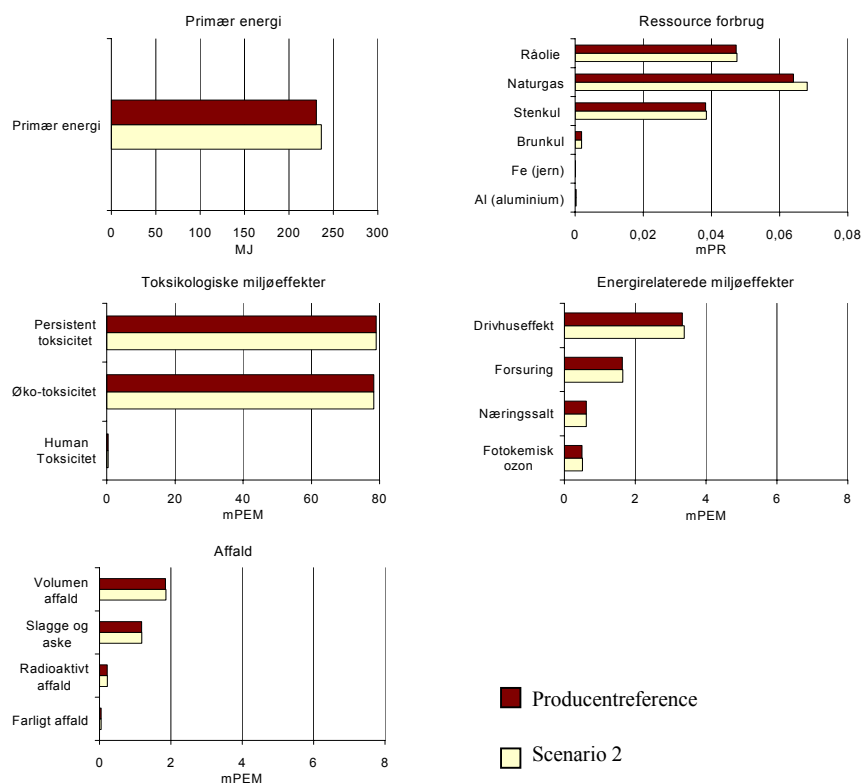 Primær energi
Primær energi
0 50 100 150 200 250 300
MJ
Ressource forbrug
Råolie
Naturgas
Stenkul
Brunkul
Fe (jern)
Al (aluminium)
0 0,02 0,04 0,06 0,08
mPR
Toksikologiske miljøeffekter
Persistent
toksicitet
Øko-toksicitet
Human
Toksicitet
0 20 40 60 80
mPEM
Energirelaterede miljøeffekter
Drivhuseffekt
Forsuring
Næringssalt
Fotokemisk
ozon
0 2 4 6 8
mPEM
Affald
Volumen
affald
Slagge og
aske
Radioaktivt
affald
Farligt affald
0 2 4 6 8
mPEM
Producentreference
Scenario 2